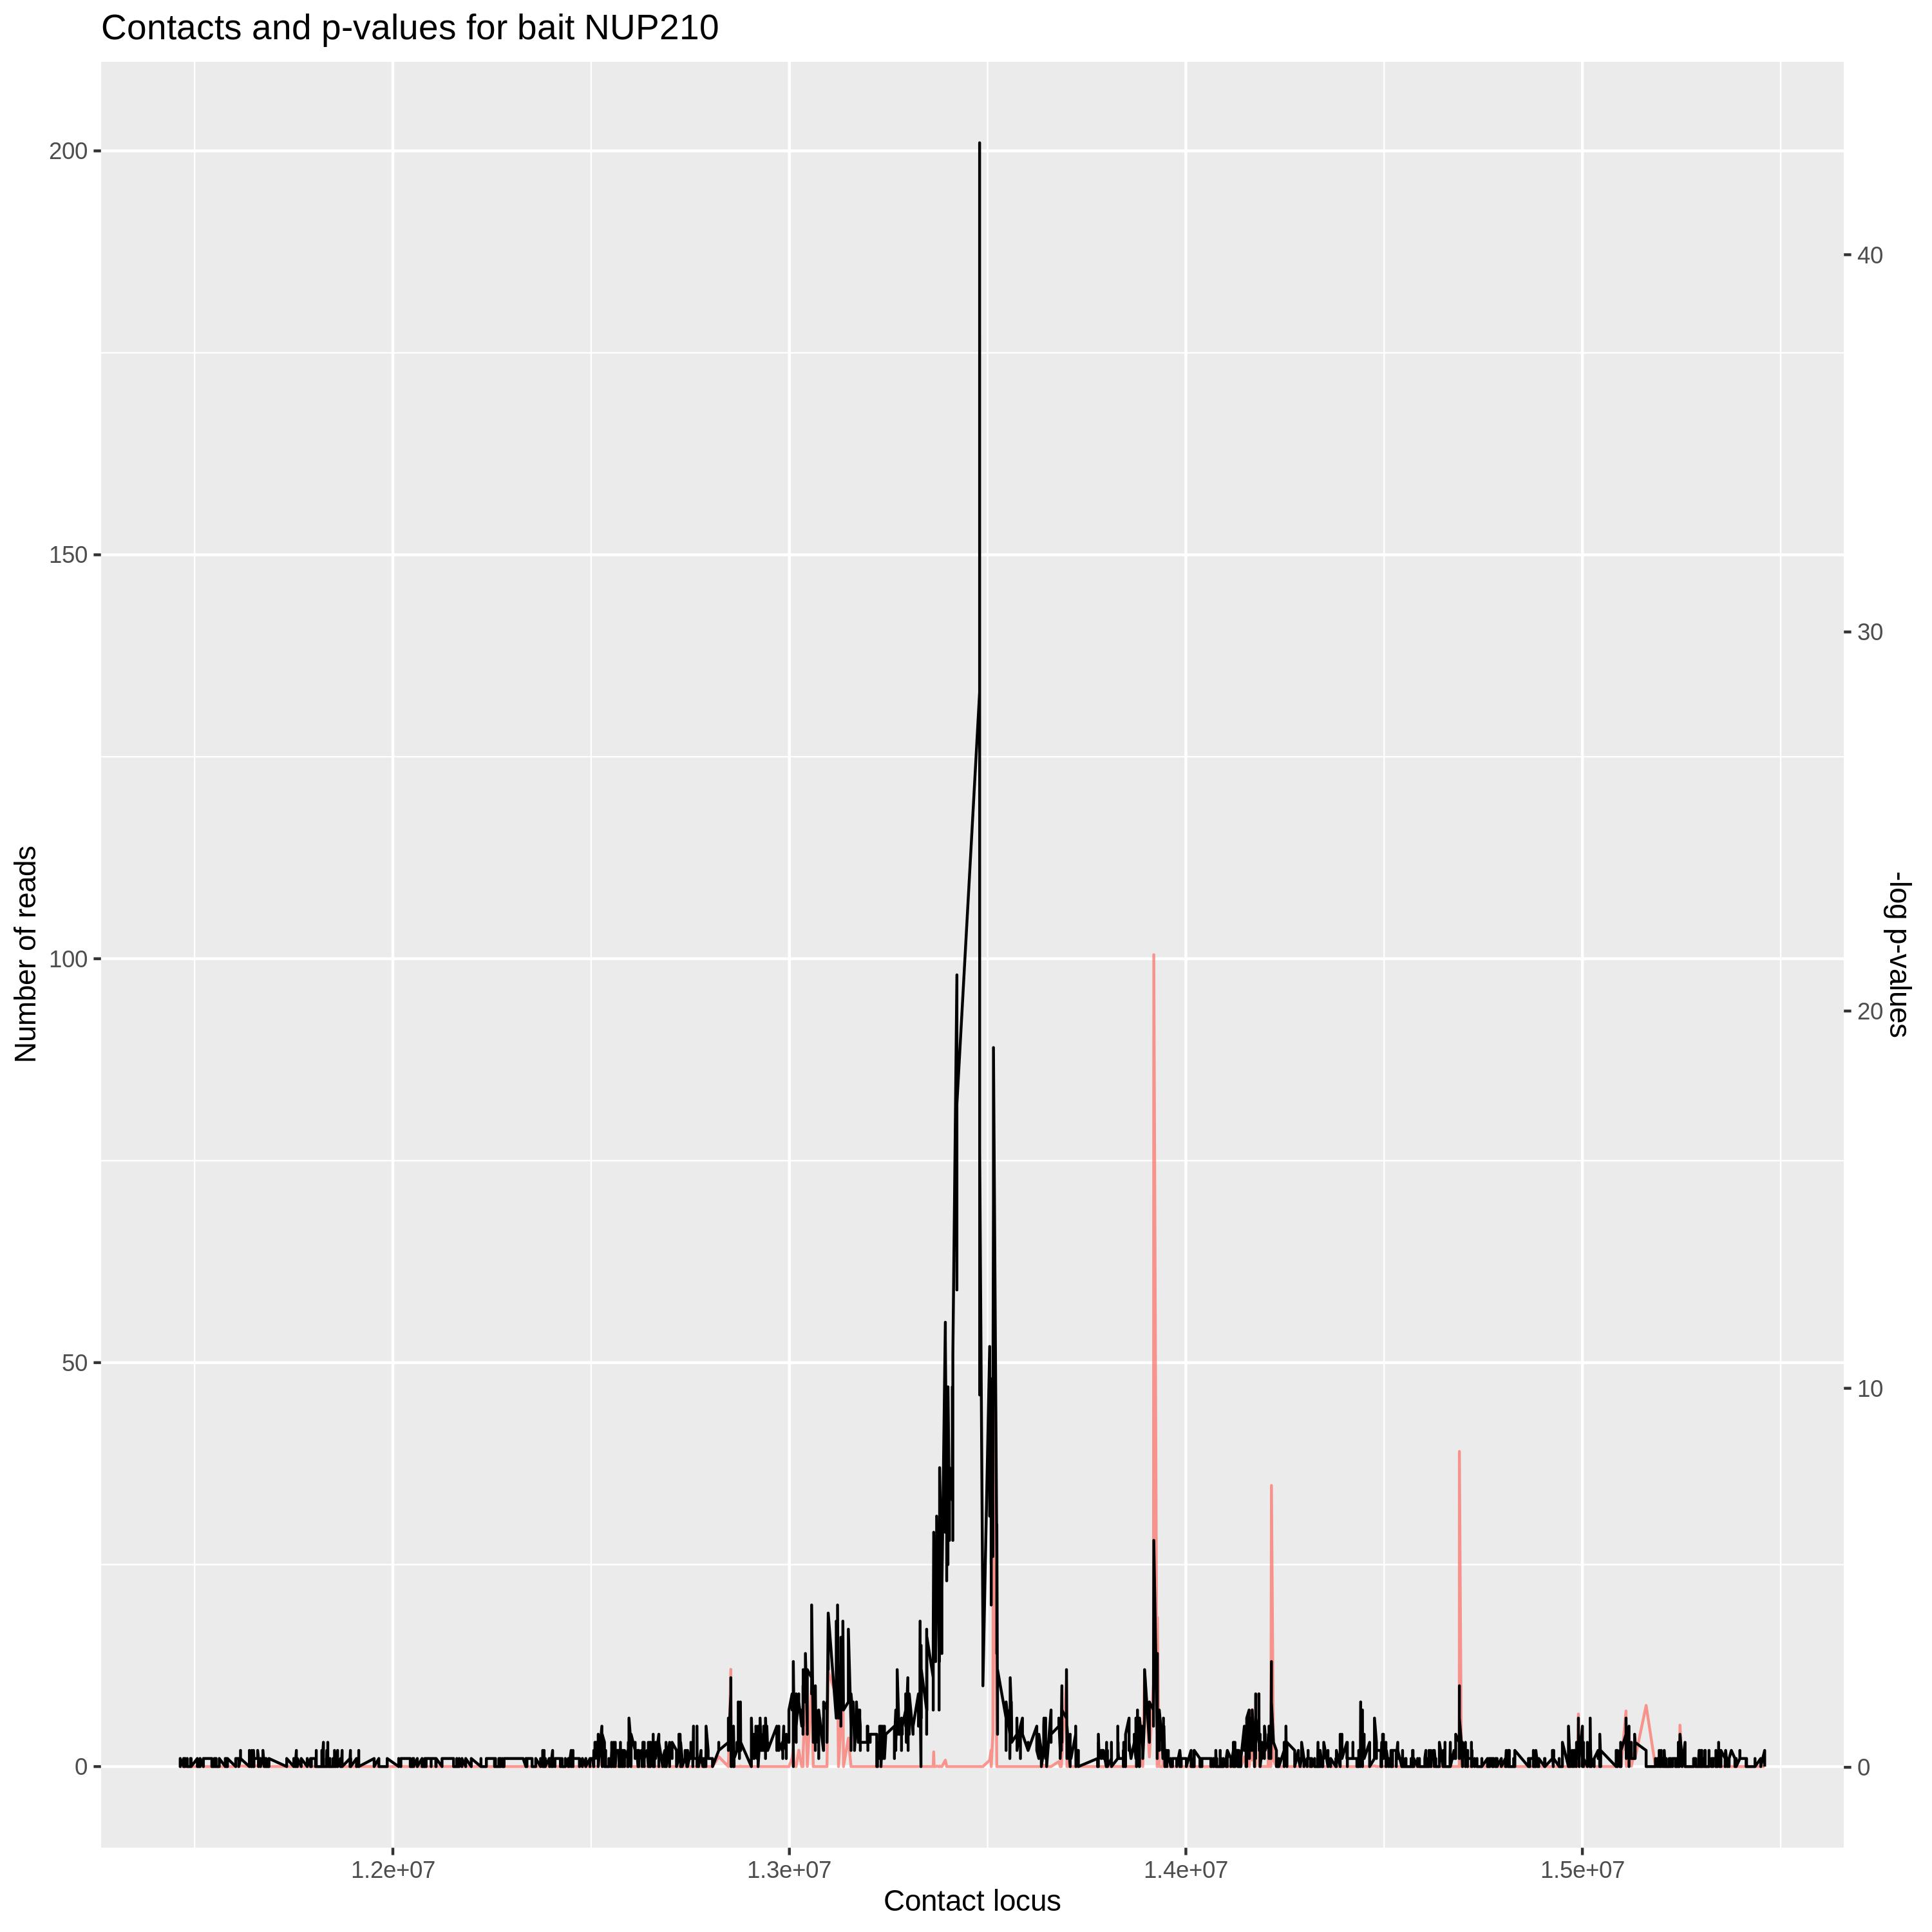 Contacts and p-values for bait NUP210
200
150
100
50
0
Number of reads
40
30
20
10
0
-log p-values
1.2e+07
1.3e+07
1.4e+07
1.5e+07
Contact locus